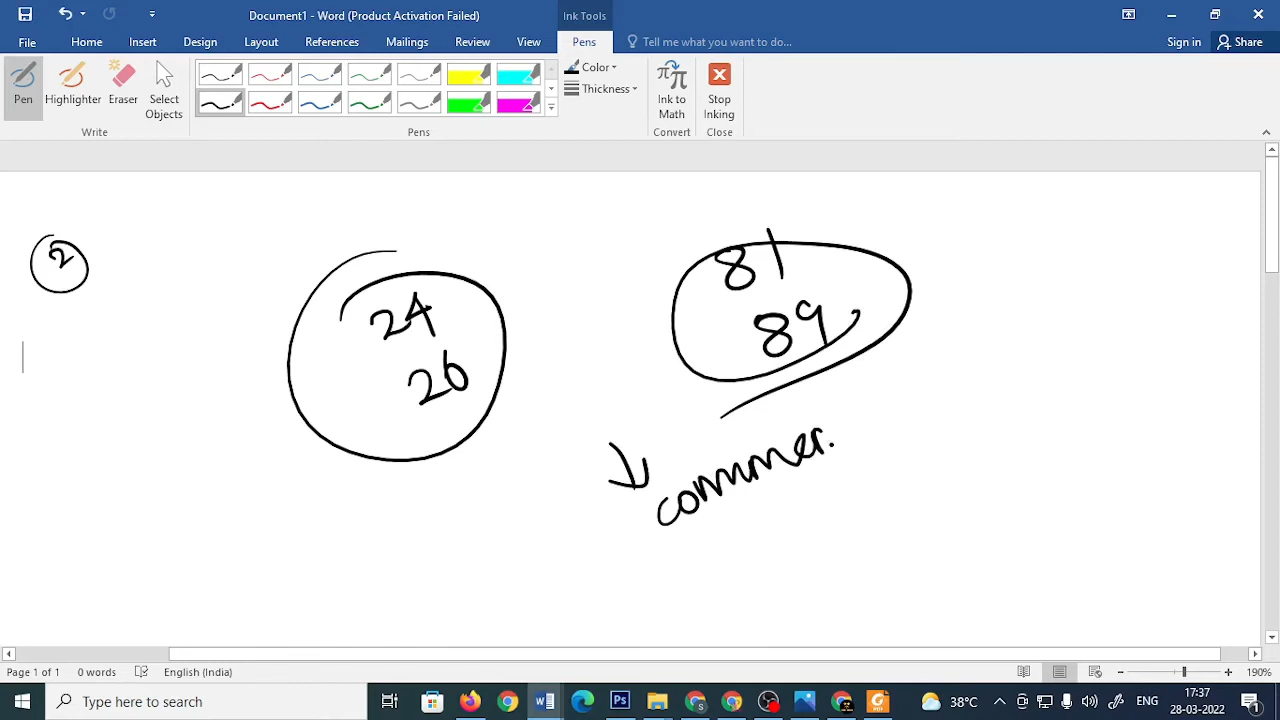 Document1 - Word (Product Activation Failed)
Ink Tools
File
Home
Insert
Design
Layout
References
Mailings
Review
View
Pens
Tell me what you want to do...
Sign in
Share
Pen
Highlighter
Eraser
Select Objects
Color
Thickness
Ink to Math
Stop Inking
Write
Pens
Convert
Close
2
24
26
81
89
Page 1 of 1
0 words
English (India)
190%
Type here to search
38°C
ENG
17:37
28-03-2022